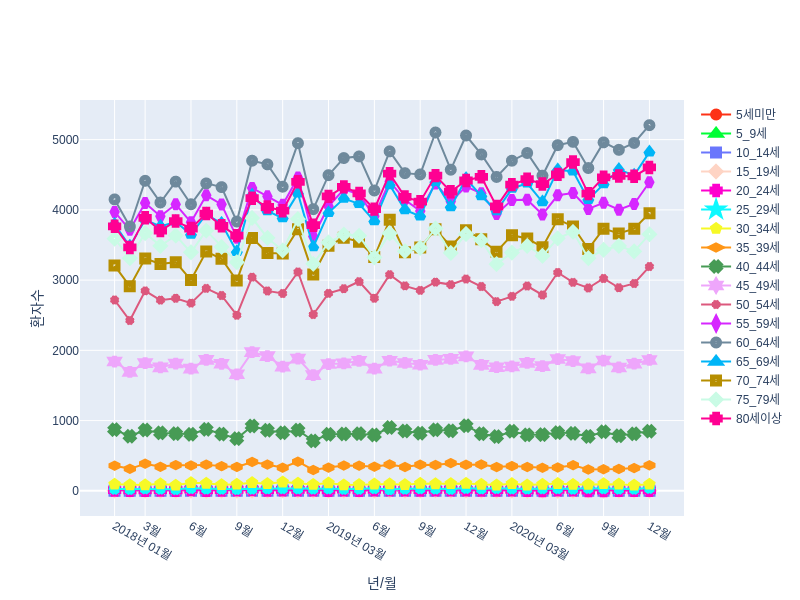 5000
4000
3000
2000
1000
0
환자수
2018년 01월
3월
6월
9월
12월
2019년 03월
6월
9월
12월
2020년 03월
6월
9월
12월
년/월
5세미만
5_9세
10_14세
15_19세
20_24세
25_29세
30_34세
35_39세
40_44세
45_49세
50_54세
55_59세
60_64세
65_69세
70_74세
75_79세
80세이상